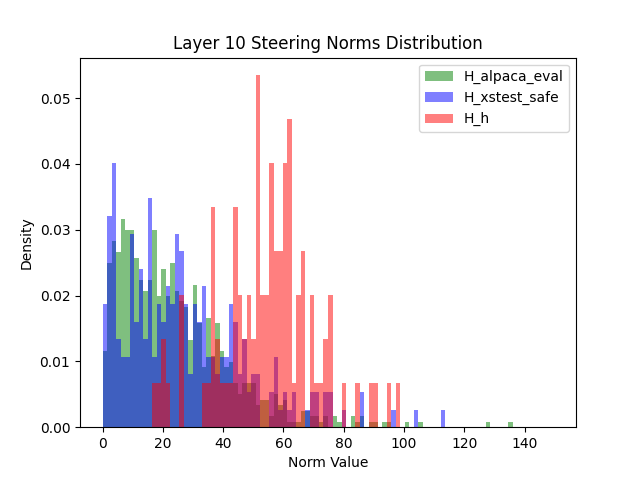 Layer 10 Steering Norms Distribution
H_alpaca_eval
H_xstest_safe
H_h
0.05
0.04
0.03
0.02
0.01
0.00
Density
0 20 40 60 80 100 120 140
Norm Value